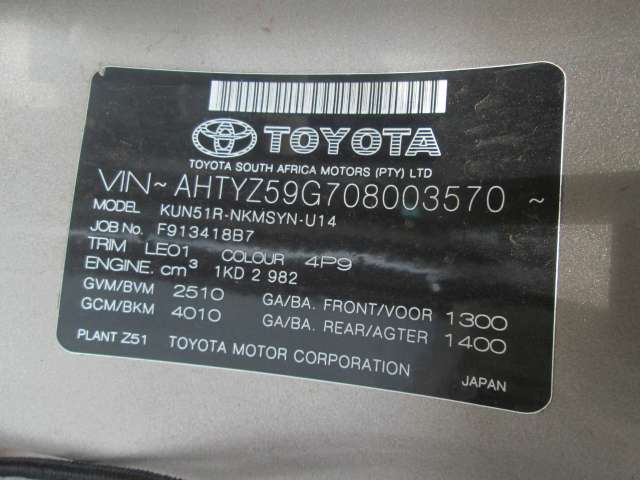 TOYOTA
TOYOTA SOUTH AFRICA MOTORS (PTY) LTD
VIN~ AHTYZ59G708003570 ~
MODEL KUN51R-NKMSYN-U14
JOB No. F913418B7
TRIM LE01 COLOUR 4P9
ENGINE. cm³ 1KD 2 982
GVM/BVM 2510 GA/BA. FRONT/VOOR 1300
GCM/BKM 4010 GA/BA. REAR/AGTER 1400
PLANT Z51 TOYOTA MOTOR CORPORATION JAPAN